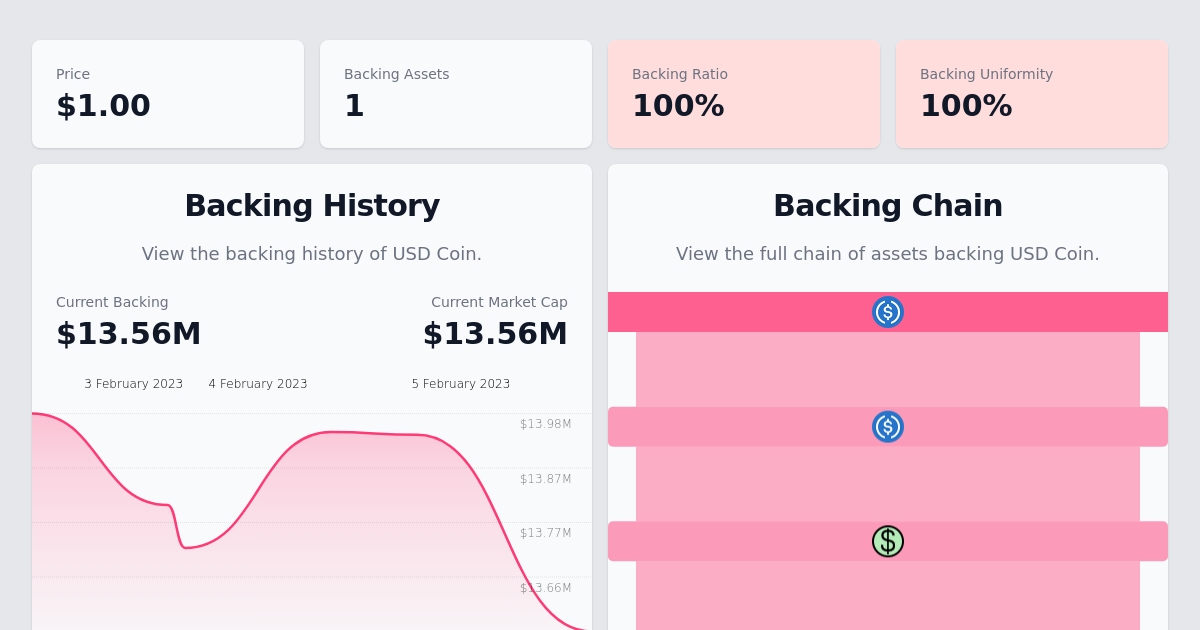 Price
$1.00
Backing Assets
1
Backing Ratio
100%
Backing Uniformity
100%
Backing History
View the backing history of USD Coin.
Current Backing
$13.56M
Current Market Cap
$13.56M
3 February 2023
4 February 2023
5 February 2023
$13.98M
$13.87M
$13.77M
$13.66M
Backing Chain
View the full chain of assets backing USD Coin.
$
$
$